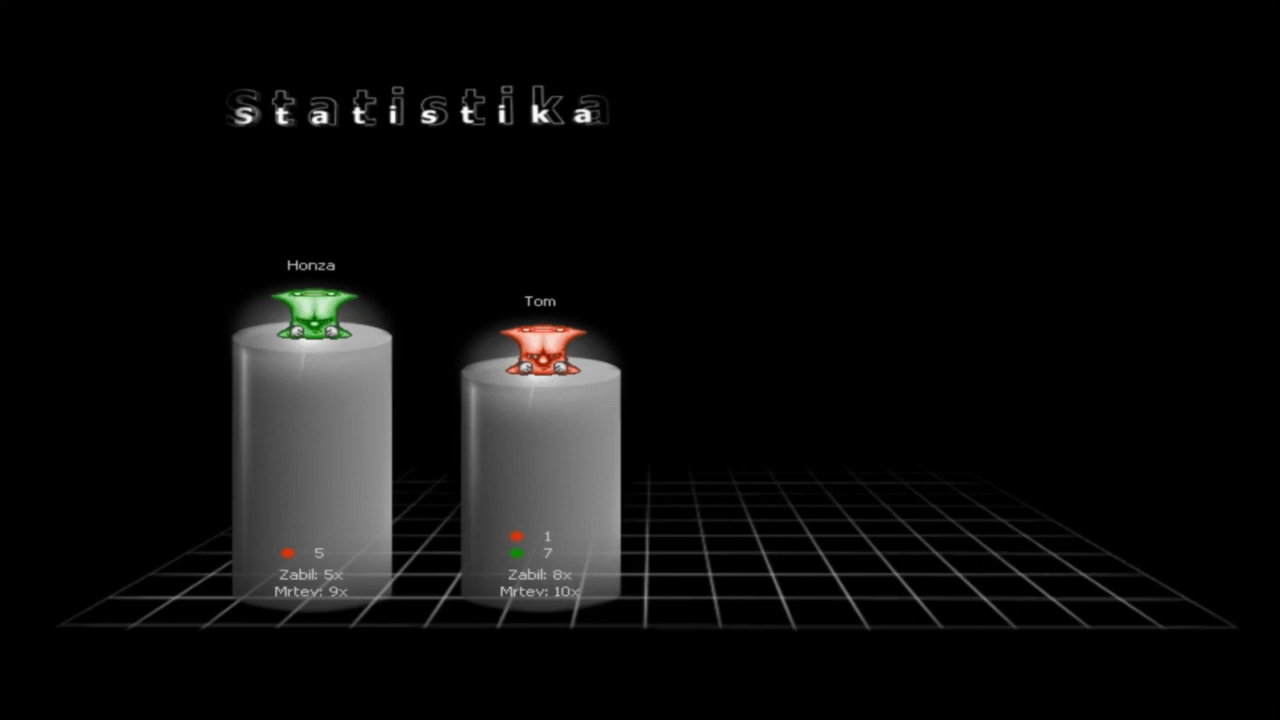 Statistika
Honza
5
Zabil: 5x
Mrtev: 9x
Tom
1
7
Zabil: 8x
Mrtev: 10x